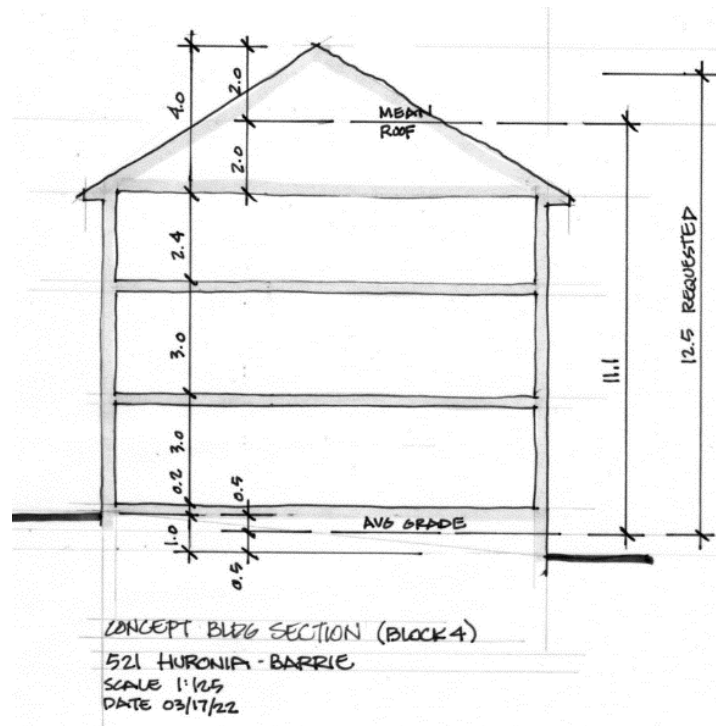 4.0
2.0
MEAN
ROOF
2.0
2.4
3.0
3.0
0.2
0.5
AVG GRADE
1.0
0.5
11.1
12.5 REQUESTED
CONCEPT BLDG SECTION (BLOCK 4)
521 HURONIA - BARRIE
SCALE 1:125
DATE 03/17/22